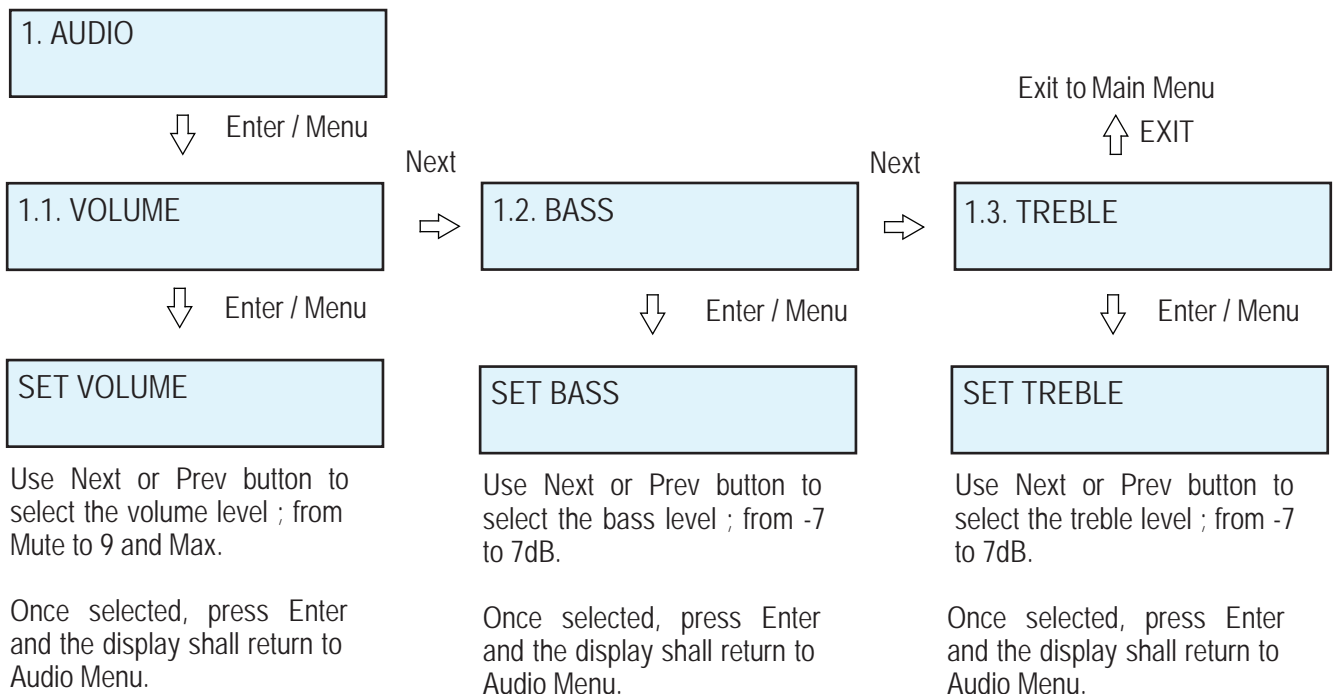 1. AUDIO
Enter / Menu
Next
1.1. VOLUME
Enter / Menu
SET VOLUME
Use Next or Prev button to
select the volume level ; from
Mute to 9 and Max.
Once selected, press Enter
and the display shall return to
Audio Menu.
1.2. BASS
Enter / Menu
SET BASS
Use Next or Prev button to
select the bass level ; from -7
to 7dB.
Once selected, press Enter
and the display shall return to
Audio Menu.
Next
Exit to Main Menu
EXIT
1.3. TREBLE
Enter / Menu
SET TREBLE
Use Next or Prev button to
select the treble level ; from -7
to 7dB.
Once selected, press Enter
and the display shall return to
Audio Menu.